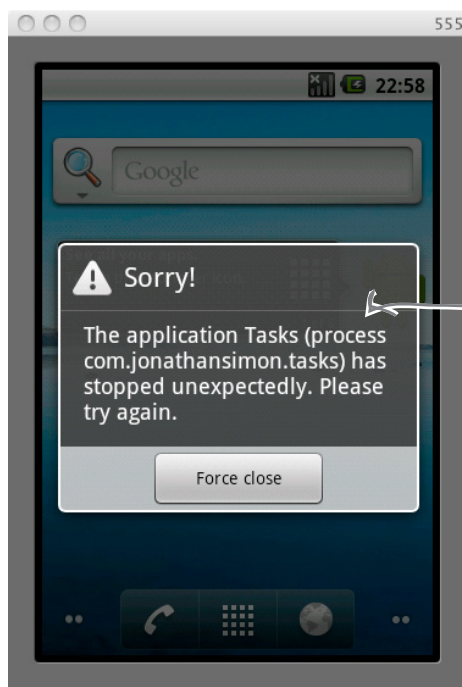 555
22:58
Google
Sorry!
The application Tasks (process
com.jonathansimon.tasks) has
stopped unexpectedly. Please
try again.
Force close